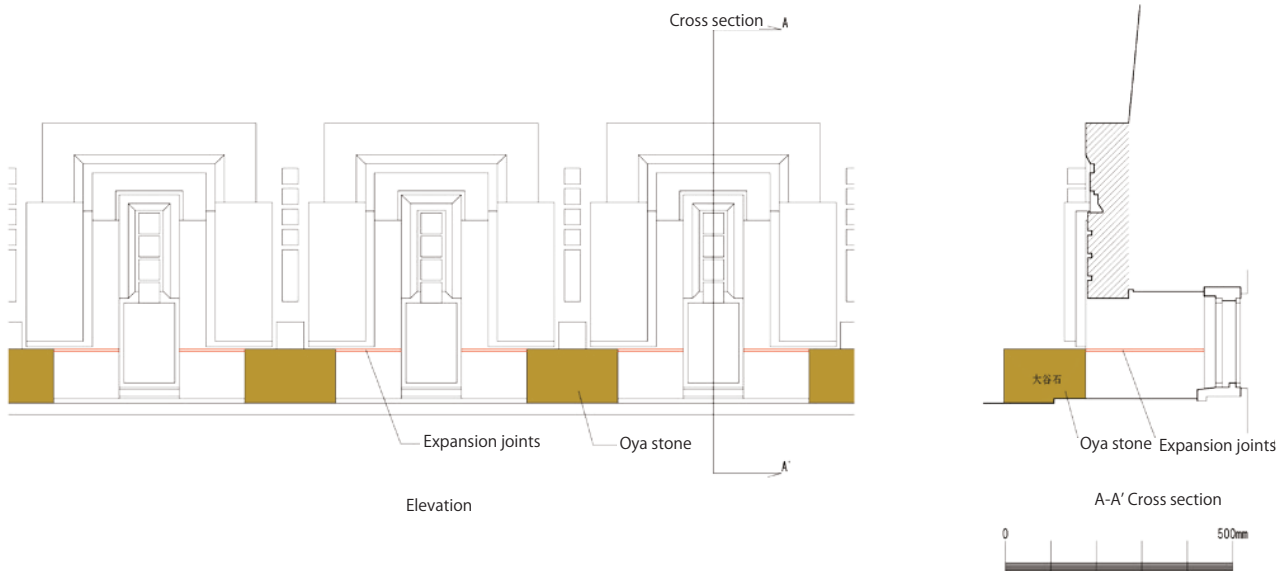 Cross section
A
Expansion joints
Oya stone
A'
Elevation
大谷石
Oya stone
Expansion joints
A-A’ Cross section
0
500mm